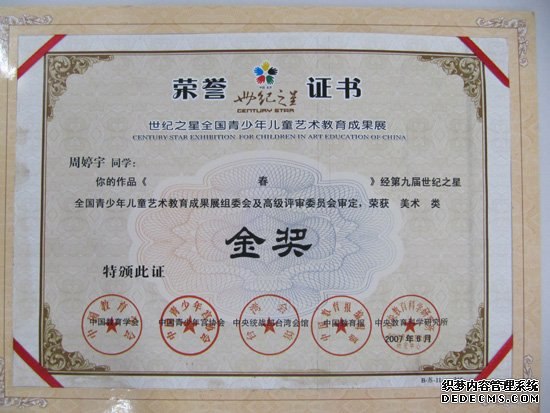 荣誉 世纪之星 证书
CENTURY STAR
世纪之星全国青少年儿童艺术教育成果展
CENTURY STAR EXHIBITION FOR CHILDREN IN ART EDUCATION OF CHINA
周婷宇 同学:
你的作品《 春 》经第九届世纪之星
全国青少年儿童艺术教育成果展组委会及高级评审委员会审定，荣获 美术 类
金奖
特颁此证
中国教育学会 中国青少年宫协会 中央统战部台湾会馆 中国教育报 中央教育科学研究所
2007年8月
织梦内容管理系统
DEDECMS.COM